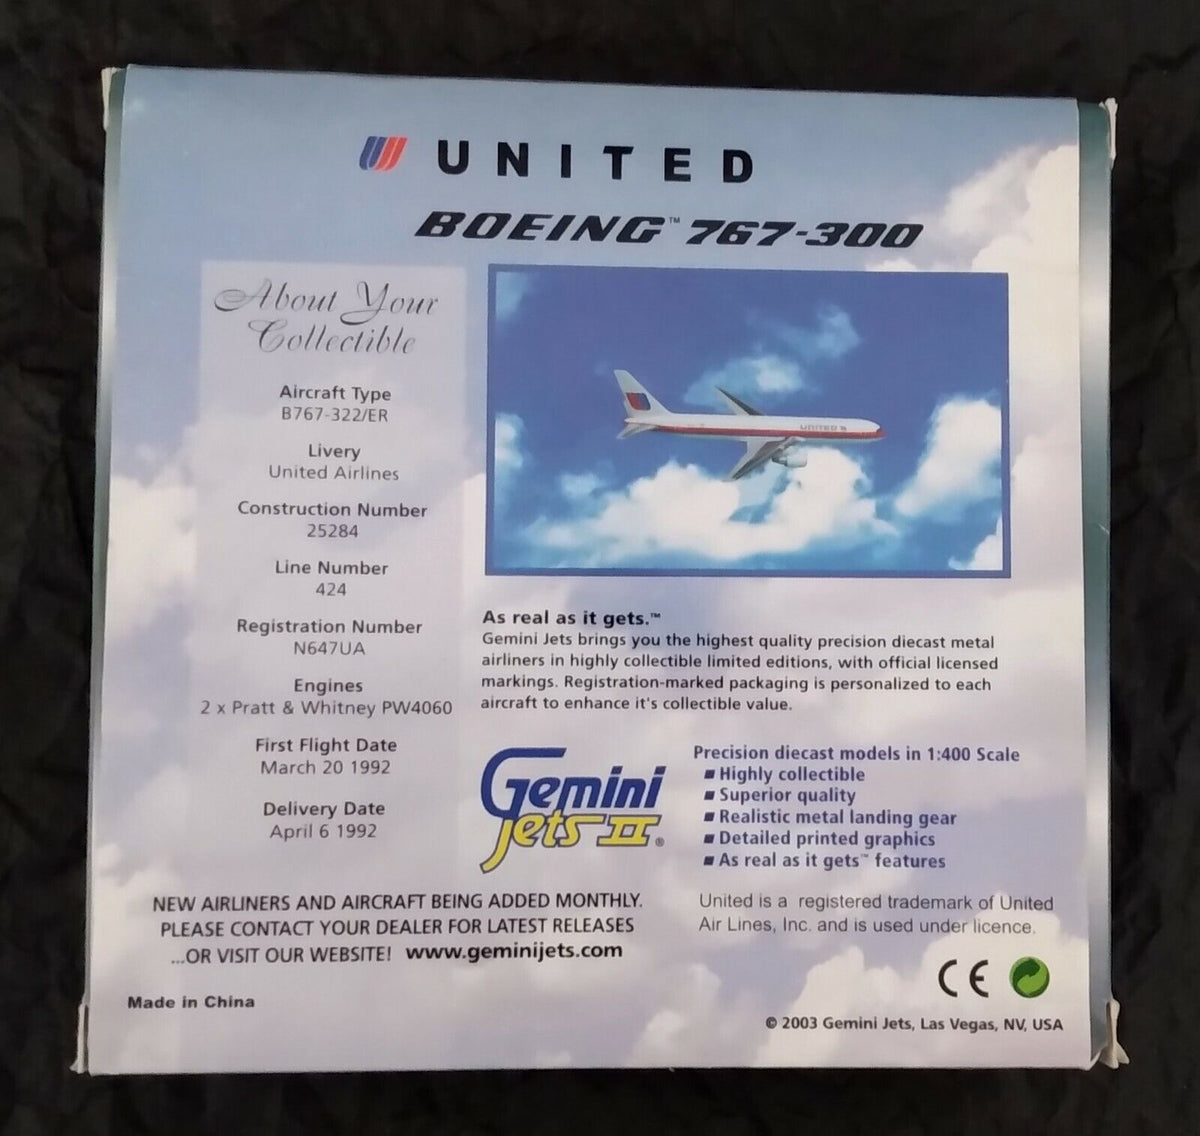 UNITED
BOEING™ 767-300
About Your
Collectible
Aircraft Type
B767-322/ER
Livery
United Airlines
Construction Number
25284
Line Number
424
Registration Number
N647UA
Engines
2 x Pratt & Whitney PW4060
First Flight Date
March 20 1992
Delivery Date
April 6 1992
UNITED
As real as it gets.™
Gemini Jets brings you the highest quality precision diecast metal
airliners in highly collectible limited editions, with official licensed
markings. Registration-marked packaging is personalized to each
aircraft to enhance it's collectible value.
Gemini
Jets II®
Precision diecast models in 1:400 Scale
■ Highly collectible
■ Superior quality
■ Realistic metal landing gear
■ Detailed printed graphics
■ As real as it gets™ features
NEW AIRLINERS AND AIRCRAFT BEING ADDED MONTHLY.
PLEASE CONTACT YOUR DEALER FOR LATEST RELEASES
...OR VISIT OUR WEBSITE! www.geminijets.com
United is a registered trademark of United
Air Lines, Inc. and is used under licence.
CE
Made in China
© 2003 Gemini Jets, Las Vegas, NV, USA